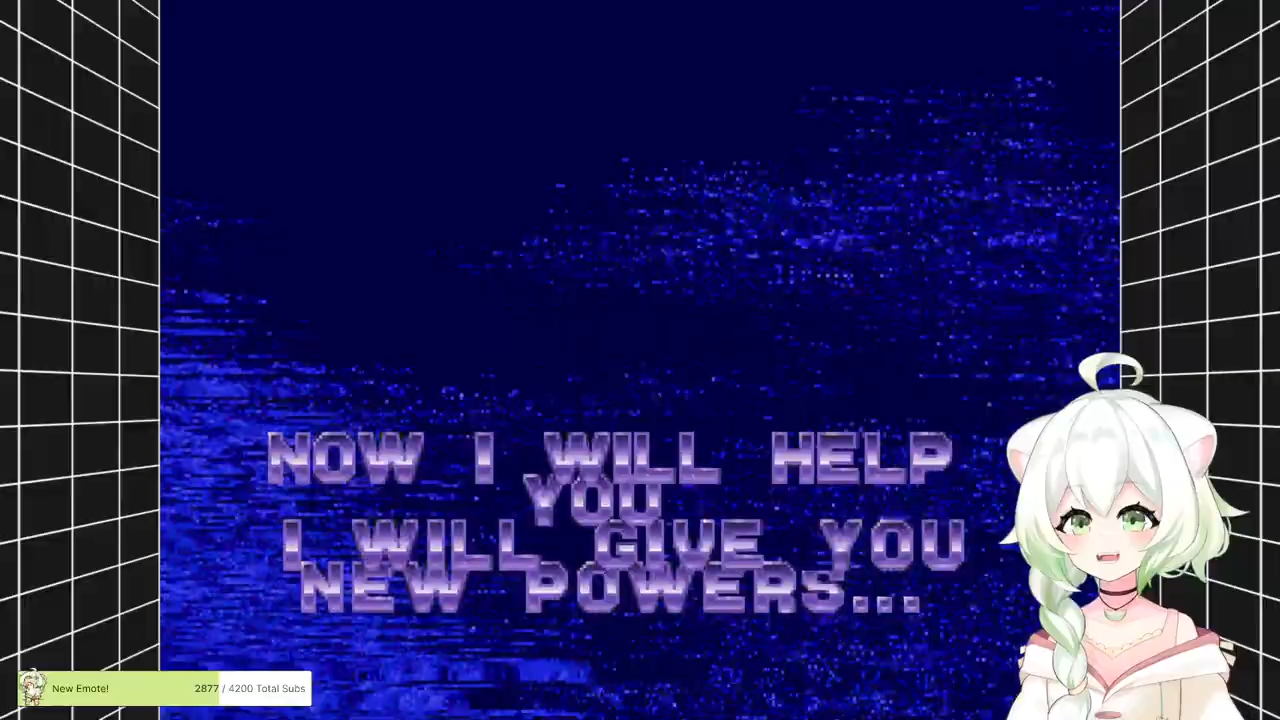 NOW I WILL HELP
YOU
I WILL GIVE YOU
NEW POWERS...
New Emote! 2877 / 4200 Total Subs